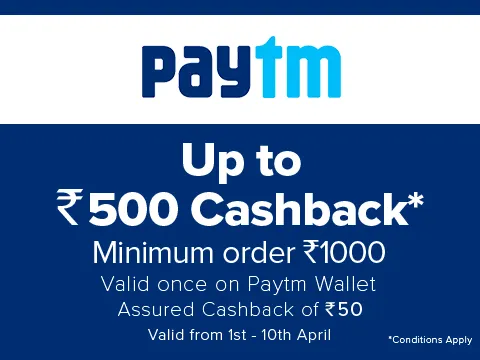 paytm
Up to
₹500 Cashback*
Minimum order ₹1000
Valid once on Paytm Wallet
Assured Cashback of ₹50
Valid from 1st - 10th April
*Conditions Apply